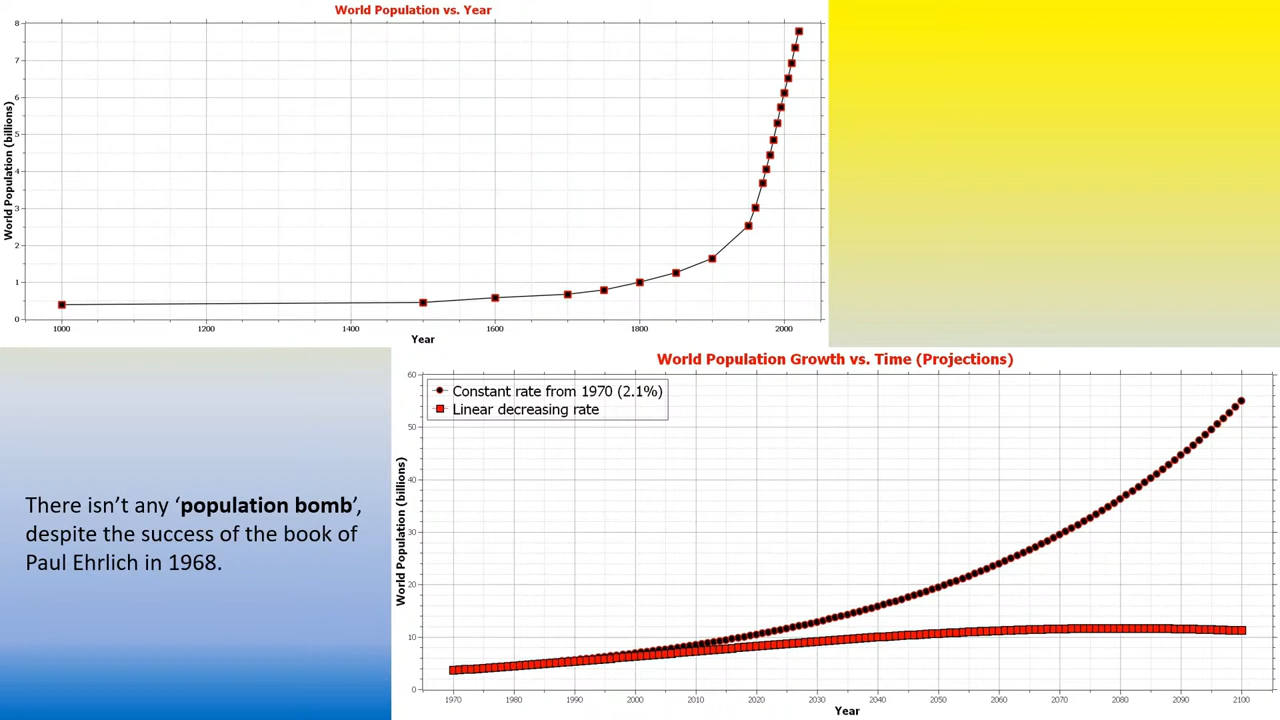 World Population vs. Year
World Population (billions)
8
7
6
5
4
3
2
1
0
1000 1200 1400 1600 1800 2000
Year
There isn't any ‘population bomb’,
despite the success of the book of
Paul Ehrlich in 1968.
World Population Growth vs. Time (Projections)
Constant rate from 1970 (2.1%)
Linear decreasing rate
World Population (billions)
60
50
40
30
20
10
0
1970 1980 1990 2000 2010 2020 2030 2040 2050 2060 2070 2080 2090 2100
Year